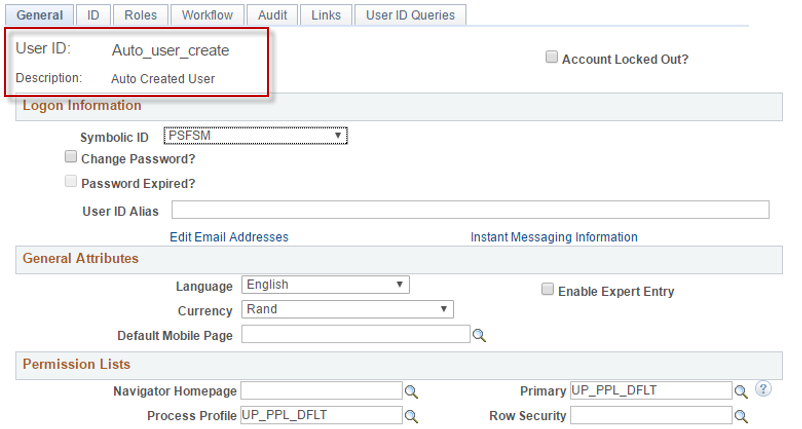 General ID Roles Workflow Audit Links User ID Queries
User ID: Auto_user_create
Account Locked Out?
Description: Auto Created User
Logon Information
Symbolic ID PSFSM
Change Password?
Password Expired?
User ID Alias
Edit Email Addresses Instant Messaging Information
General Attributes
Language English
Enable Expert Entry
Currency Rand
Default Mobile Page
Permission Lists
Navigator Homepage Primary UP_PPL_DFLT ?
Process Profile UP_PPL_DFLT Row Security